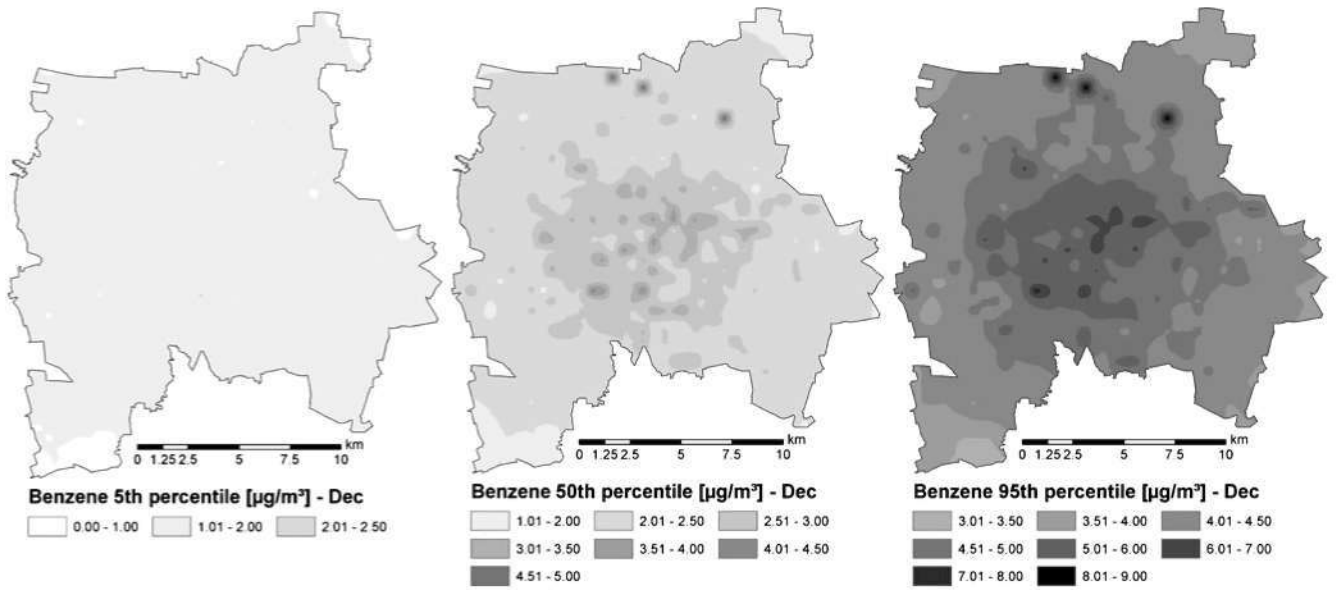 km
0 1.25 2.5 5 7.5 10
Benzene 5th percentile [µg/m³] - Dec
0.00 - 1.00 1.01 - 2.00 2.01 - 2.50
km
0 1.25 2.5 5 7.5 10
Benzene 50th percentile [µg/m³] - Dec
1.01 - 2.00 2.01 - 2.50 2.51 - 3.00
3.01 - 3.50 3.51 - 4.00 4.01 - 4.50
4.51 - 5.00
km
0 1.25 2.5 5 7.5 10
Benzene 95th percentile [µg/m³] - Dec
3.01 - 3.50 3.51 - 4.00 4.01 - 4.50
4.51 - 5.00 5.01 - 6.00 6.01 - 7.00
7.01 - 8.00 8.01 - 9.00